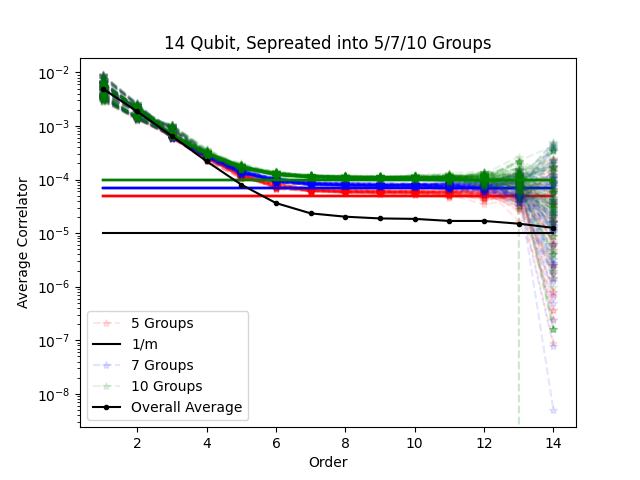 14 Qubit, Sepreated into 5/7/10 Groups
Average Correlator
10⁻²
10⁻³
10⁻⁴
10⁻⁵
10⁻⁶
10⁻⁷
10⁻⁸
5 Groups
1/m
7 Groups
10 Groups
Overall Average
2 4 6 8 10 12 14
Order